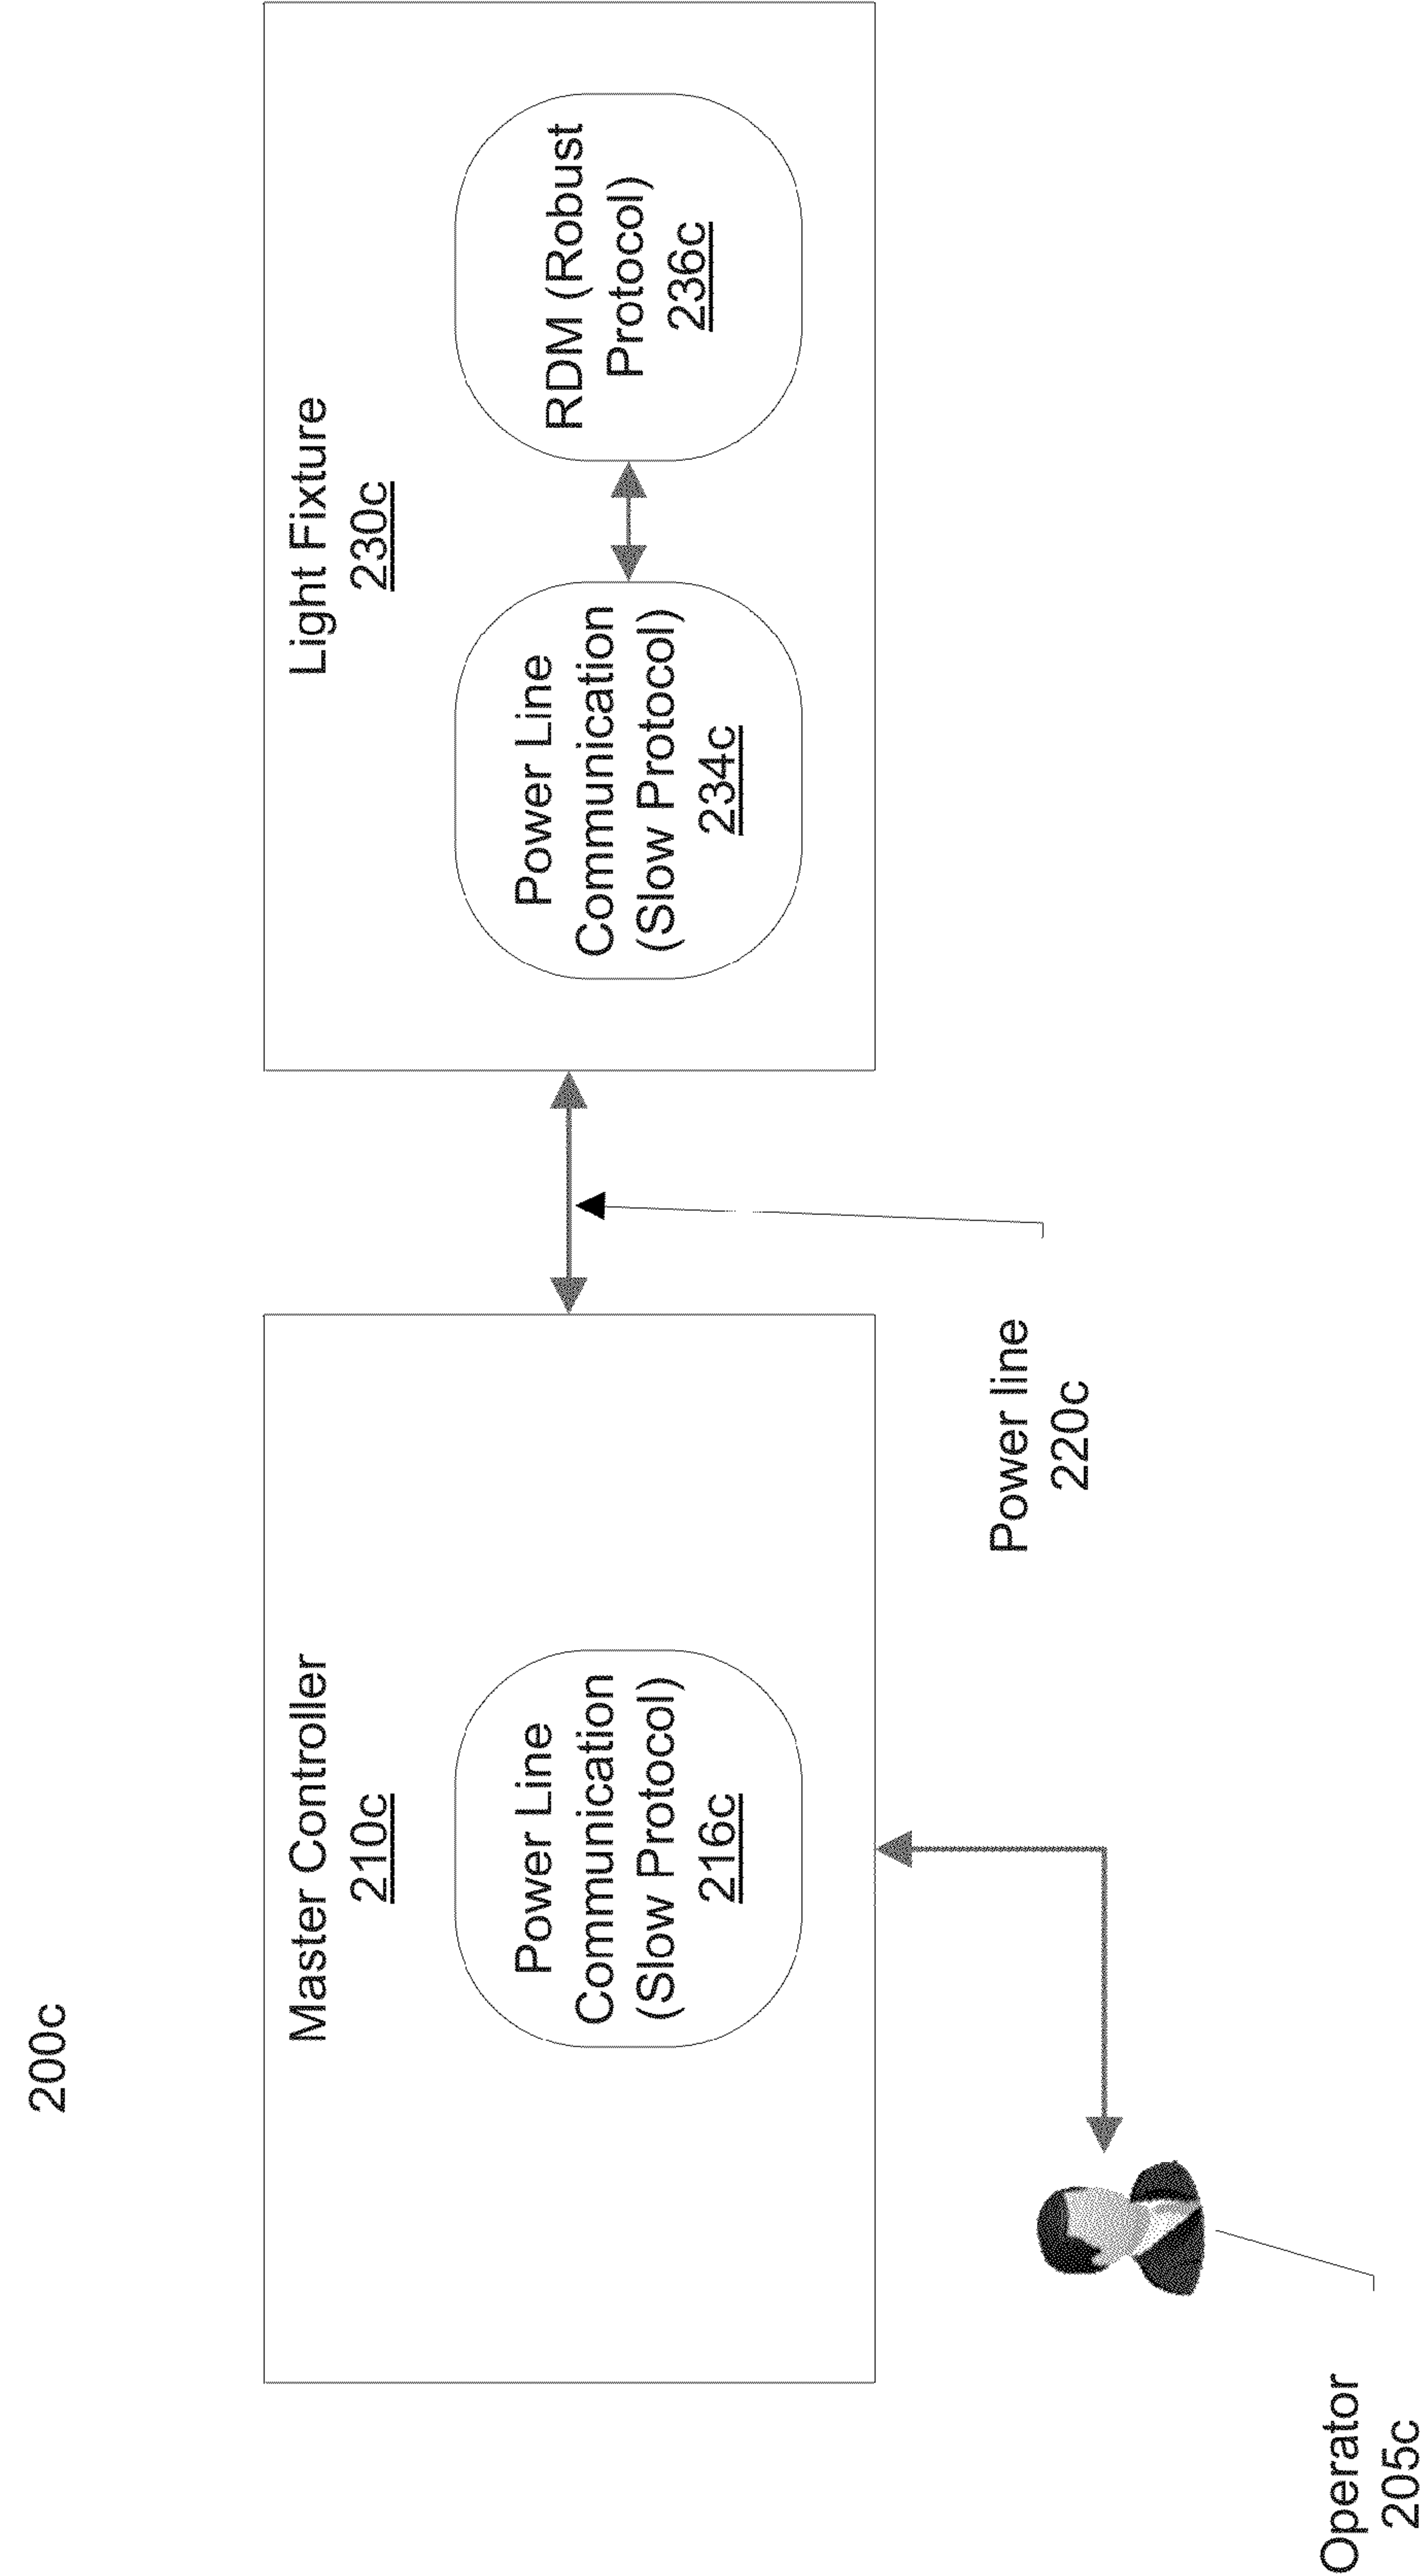 200c
Master Controller
210c
Power Line
Communication
(Slow Protocol)
216c
Light Fixture
230c
Power Line
Communication
(Slow Protocol)
234c
RDM (Robust
Protocol)
236c
Power line
220c
Operator
205c